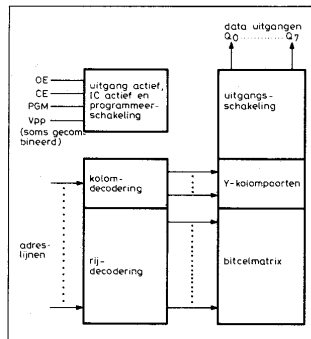 data uitgangen
Q0 ........... Q7
OE
CE
PGM
Vpp
(soms gecom-
bineerd)
uitgang actief,
IC actief en
programmeer-
schakeling
uitgangs-
schakeling
kolom-
decodering
Y-kolompoorten
adres-
lijnen
rij-
decodering
bitcelmatrix